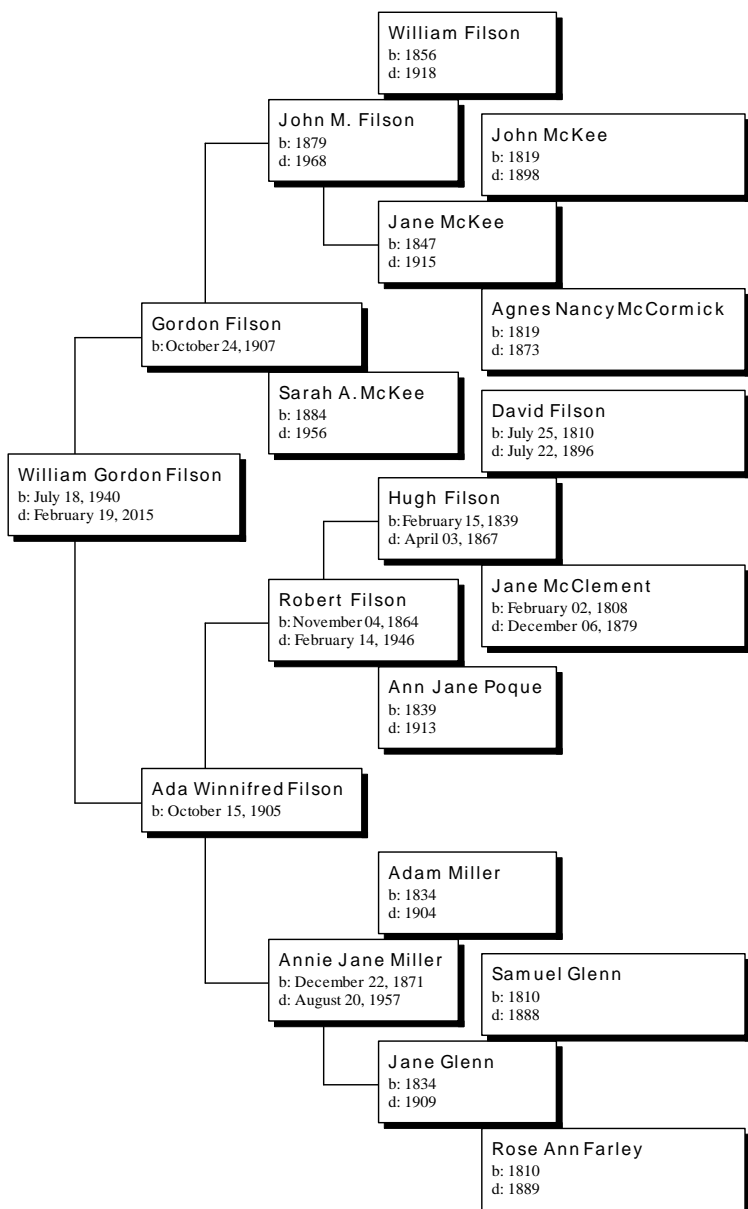 William Filson
b: 1856
d: 1918
John M. Filson
b: 1879
d: 1968
John McKee
b: 1819
d: 1898
Jane McKee
b: 1847
d: 1915
Agnes Nancy McCormick
b: 1819
d: 1873
Gordon Filson
b: October 24, 1907
Sarah A. McKee
b: 1884
d: 1956
David Filson
b: July 25, 1810
d: July 22, 1896
William Gordon Filson
b: July 18, 1940
d: February 19, 2015
Hugh Filson
b: February 15, 1839
d: April 03, 1867
Jane McClement
b: February 02, 1808
d: December 06, 1879
Robert Filson
b: November 04, 1864
d: February 14, 1946
Ann Jane Poque
b: 1839
d: 1913
Ada Winnifred Filson
b: October 15, 1905
Adam Miller
b: 1834
d: 1904
Annie Jane Miller
b: December 22, 1871
d: August 20, 1957
Samuel Glenn
b: 1810
d: 1888
Jane Glenn
b: 1834
d: 1909
Rose Ann Farley
b: 1810
d: 1889